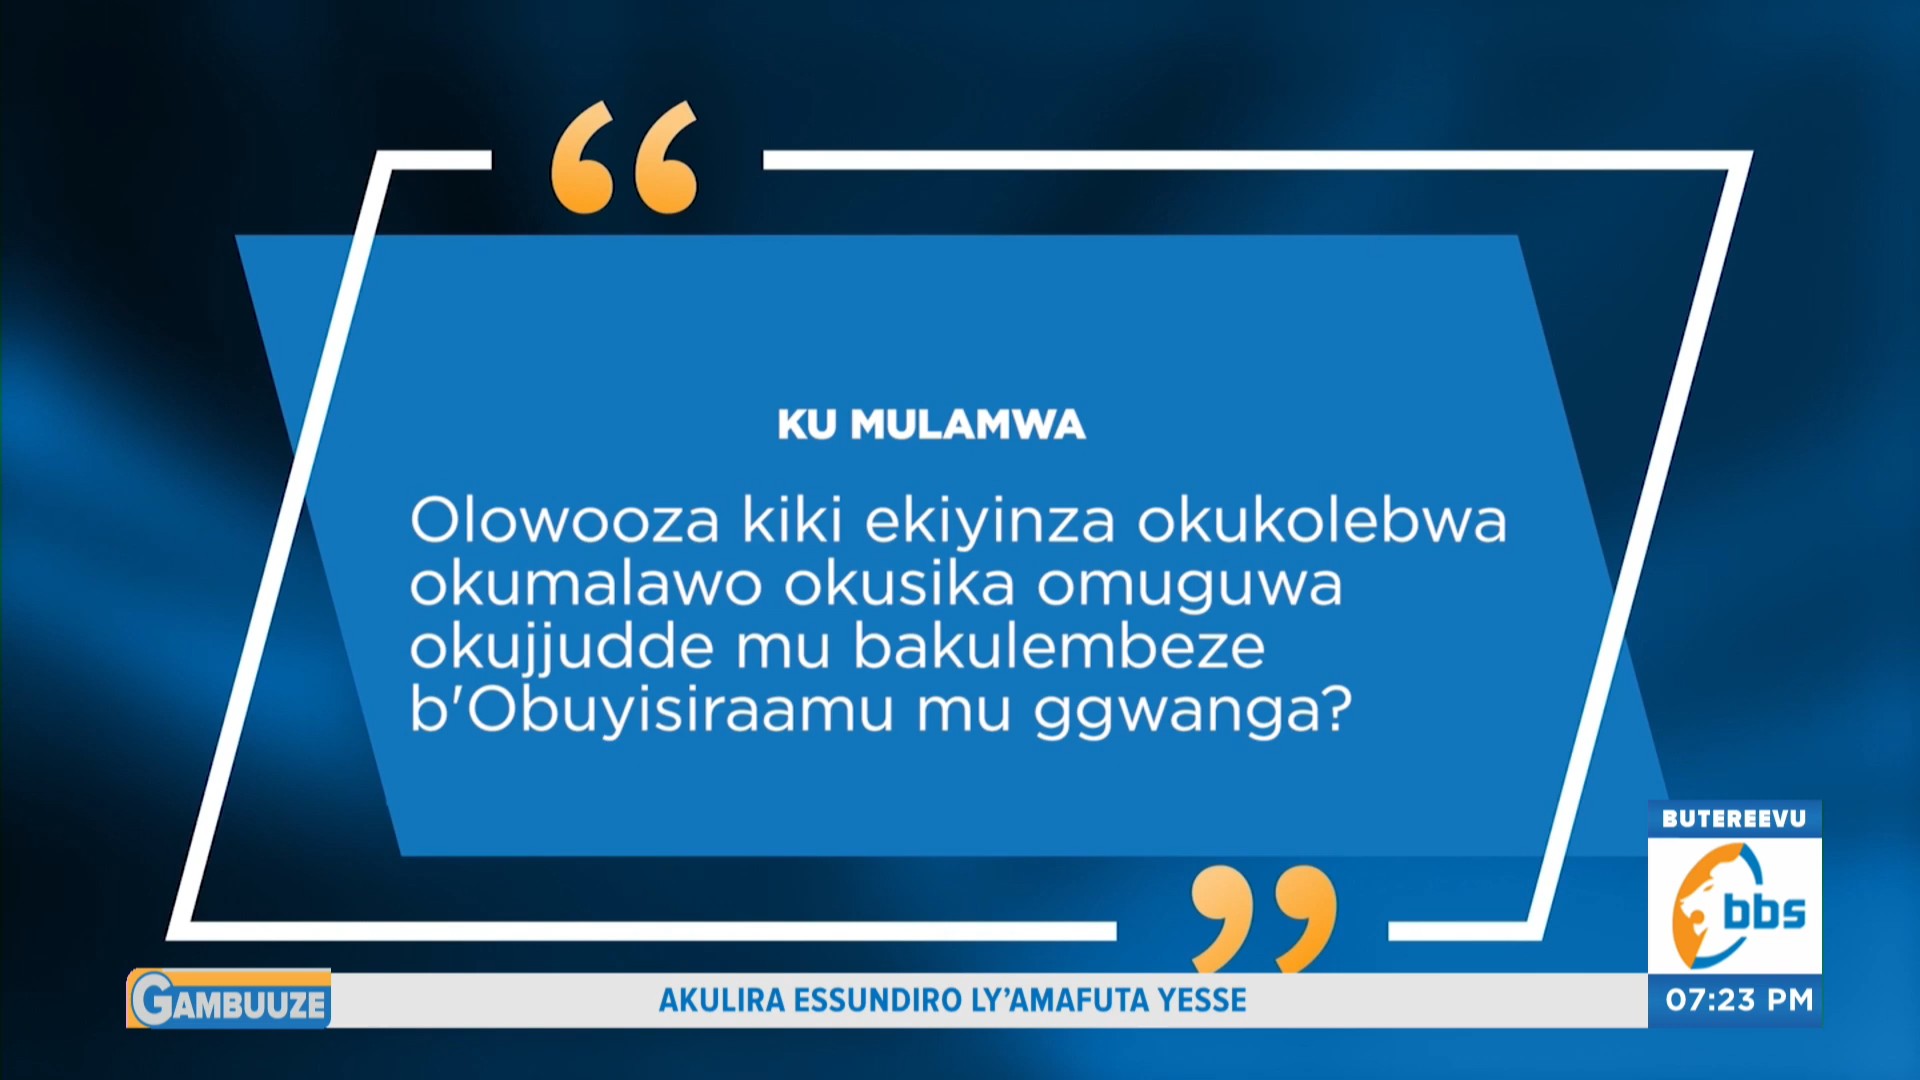 KU MULAMWA
Olowooza kiki ekiyinza okukolebwa
okumalawo okusika omuguwa
okujjudde mu bakulembeze
b'Obuyisiraamu mu ggwanga?
BUTEREEVU
bbs
GAMBUUZE
AKULIRA ESSUNDIRO LY’AMAFUTA YESSE
07:23 PM